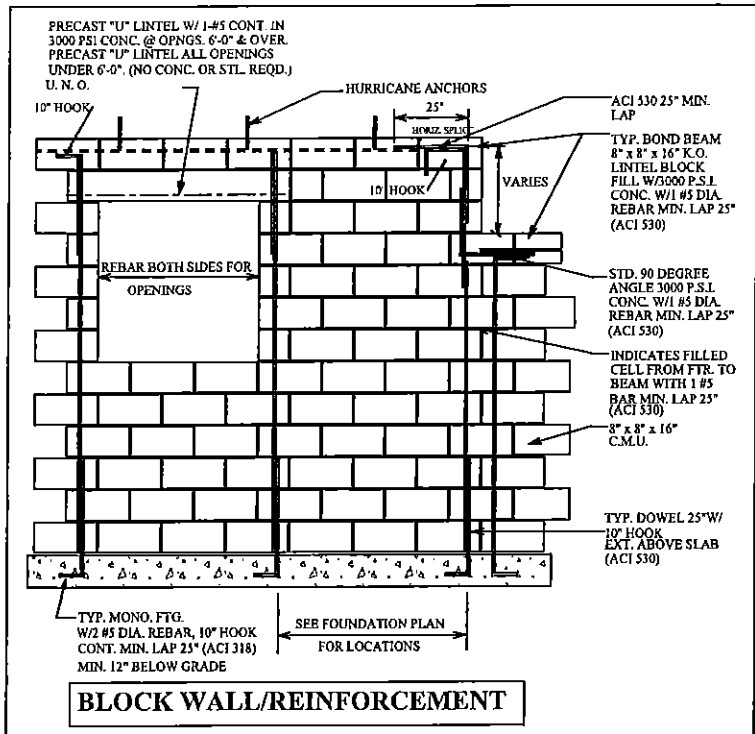 PRECAST "U" LINTEL W/ 1-#5 CONT. IN
3000 PSI CONC. @ OPNGS. 6'-0" & OVER.
PRECAST "U" LINTEL ALL OPENINGS
UNDER 6'-0". (NO CONC. OR STL. REQD.)
U. N. O.
10" HOOK
HURRICANE ANCHORS
25"
HORIZ. SPLICE
10" HOOK
VARIES
ACI 530 25" MIN.
LAP
TYP. BOND BEAM
8" x 8" x 16" K.O.
LINTEL BLOCK
FILL W/3000 P.S.I.
CONC. W/1 #5 DIA.
REBAR MIN. LAP 25"
(ACI 530)
REBAR BOTH SIDES FOR
OPENINGS
STD. 90 DEGREE
ANGLE 3000 P.S.I.
CONC. W/1 #5 DIA.
REBAR MIN. LAP 25"
(ACI 530)
INDICATES FILLED
CELL FROM FTR. TO
BEAM WITH 1 #5
BAR MIN. LAP 25"
(ACI 530)
8" x 8" x 16"
C.M.U.
TYP. DOWEL 25"W/
10" HOOK
EXT. ABOVE SLAB
(ACI 530)
TYP. MONO. FTG.
W/2 #5 DIA. REBAR, 10" HOOK
CONT. MIN. LAP 25" (ACI 318)
MIN. 12" BELOW GRADE
SEE FOUNDATION PLAN
FOR LOCATIONS
BLOCK WALL/REINFORCEMENT